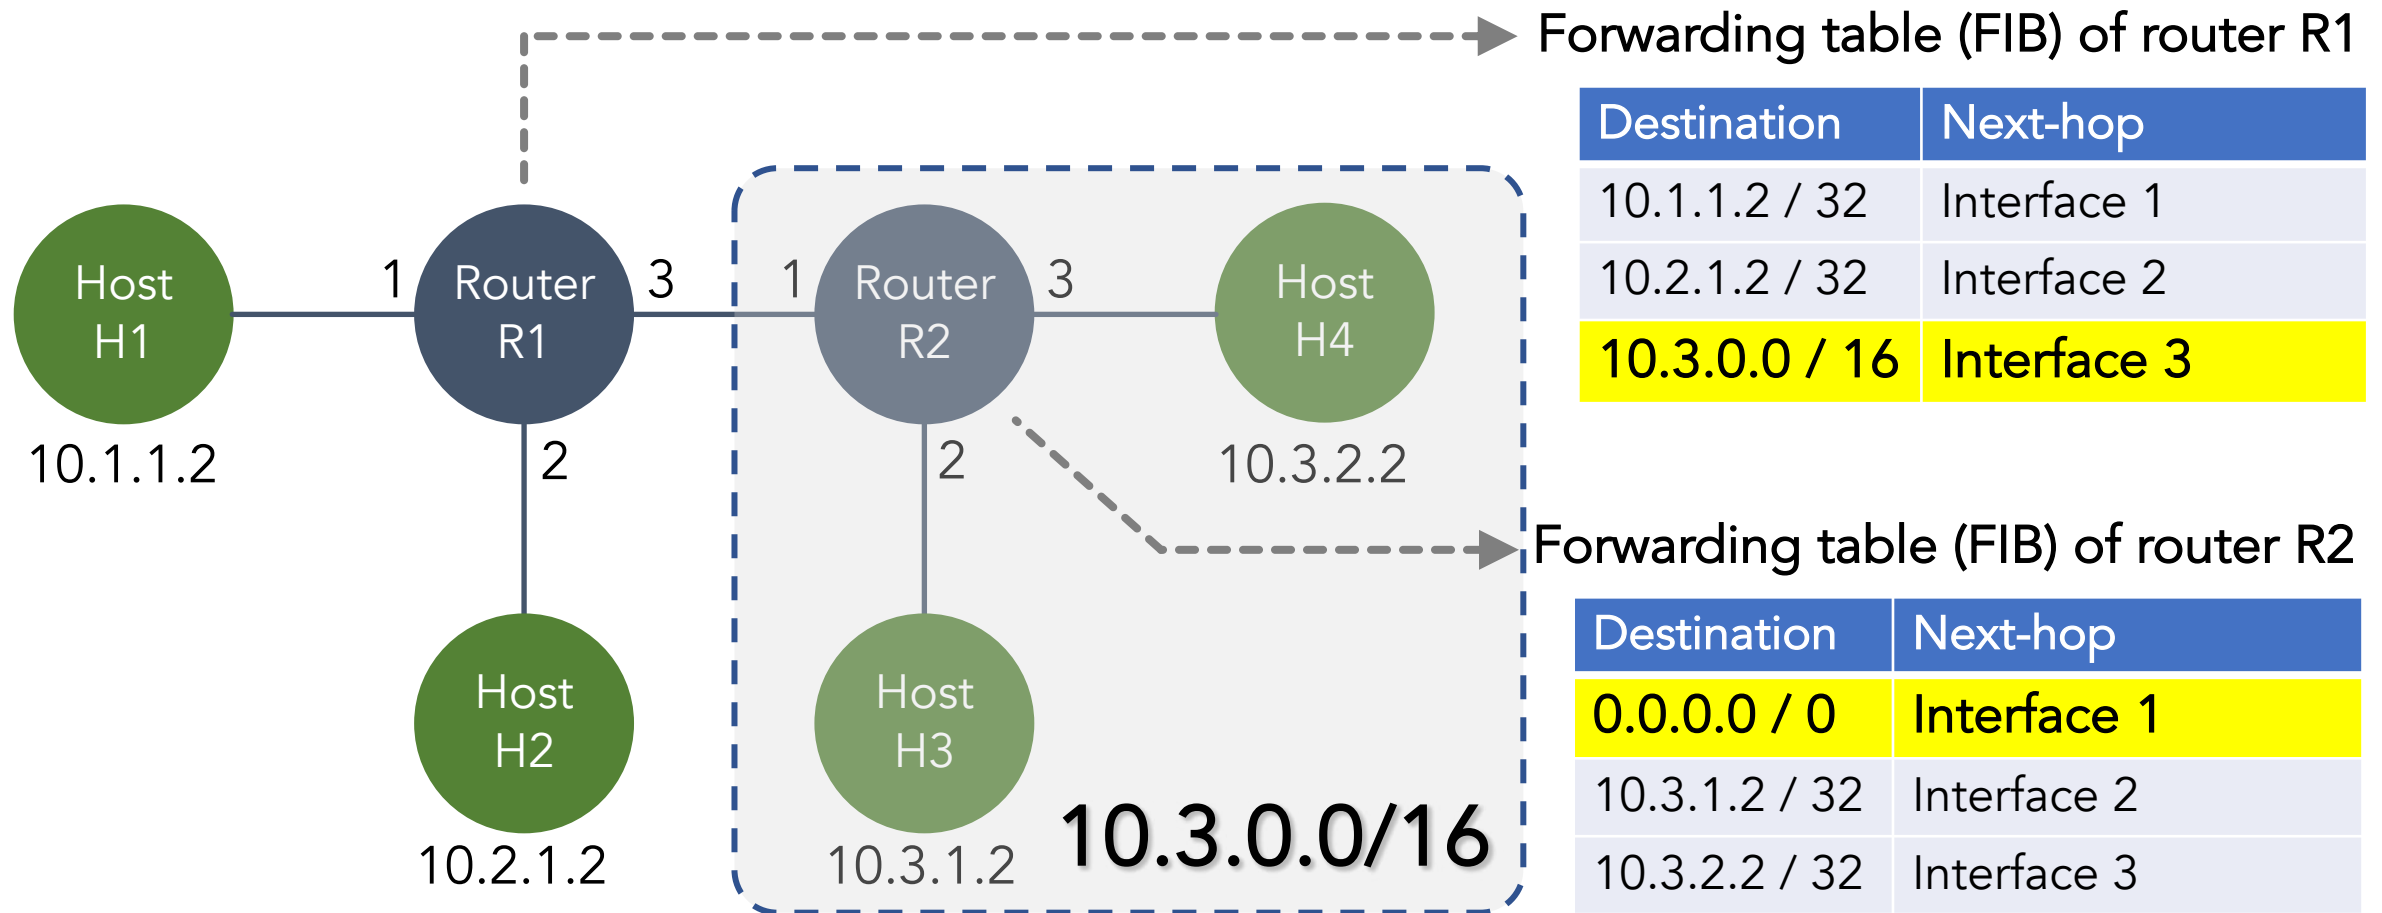 Forwarding table (FIB) of router R1
Destination Next-hop
10.1.1.2 / 32 Interface 1
10.2.1.2 / 32 Interface 2
10.3.0.0 / 16 Interface 3
Host
H1
1
Router
R1
3
1
Router
R2
3
Host
H4
10.1.1.2
2
2
10.3.2.2
Host
H2
10.2.1.2
Host
H3
10.3.1.2
10.3.0.0/16
Forwarding table (FIB) of router R2
Destination Next-hop
0.0.0.0 / 0 Interface 1
10.3.1.2 / 32 Interface 2
10.3.2.2 / 32 Interface 3